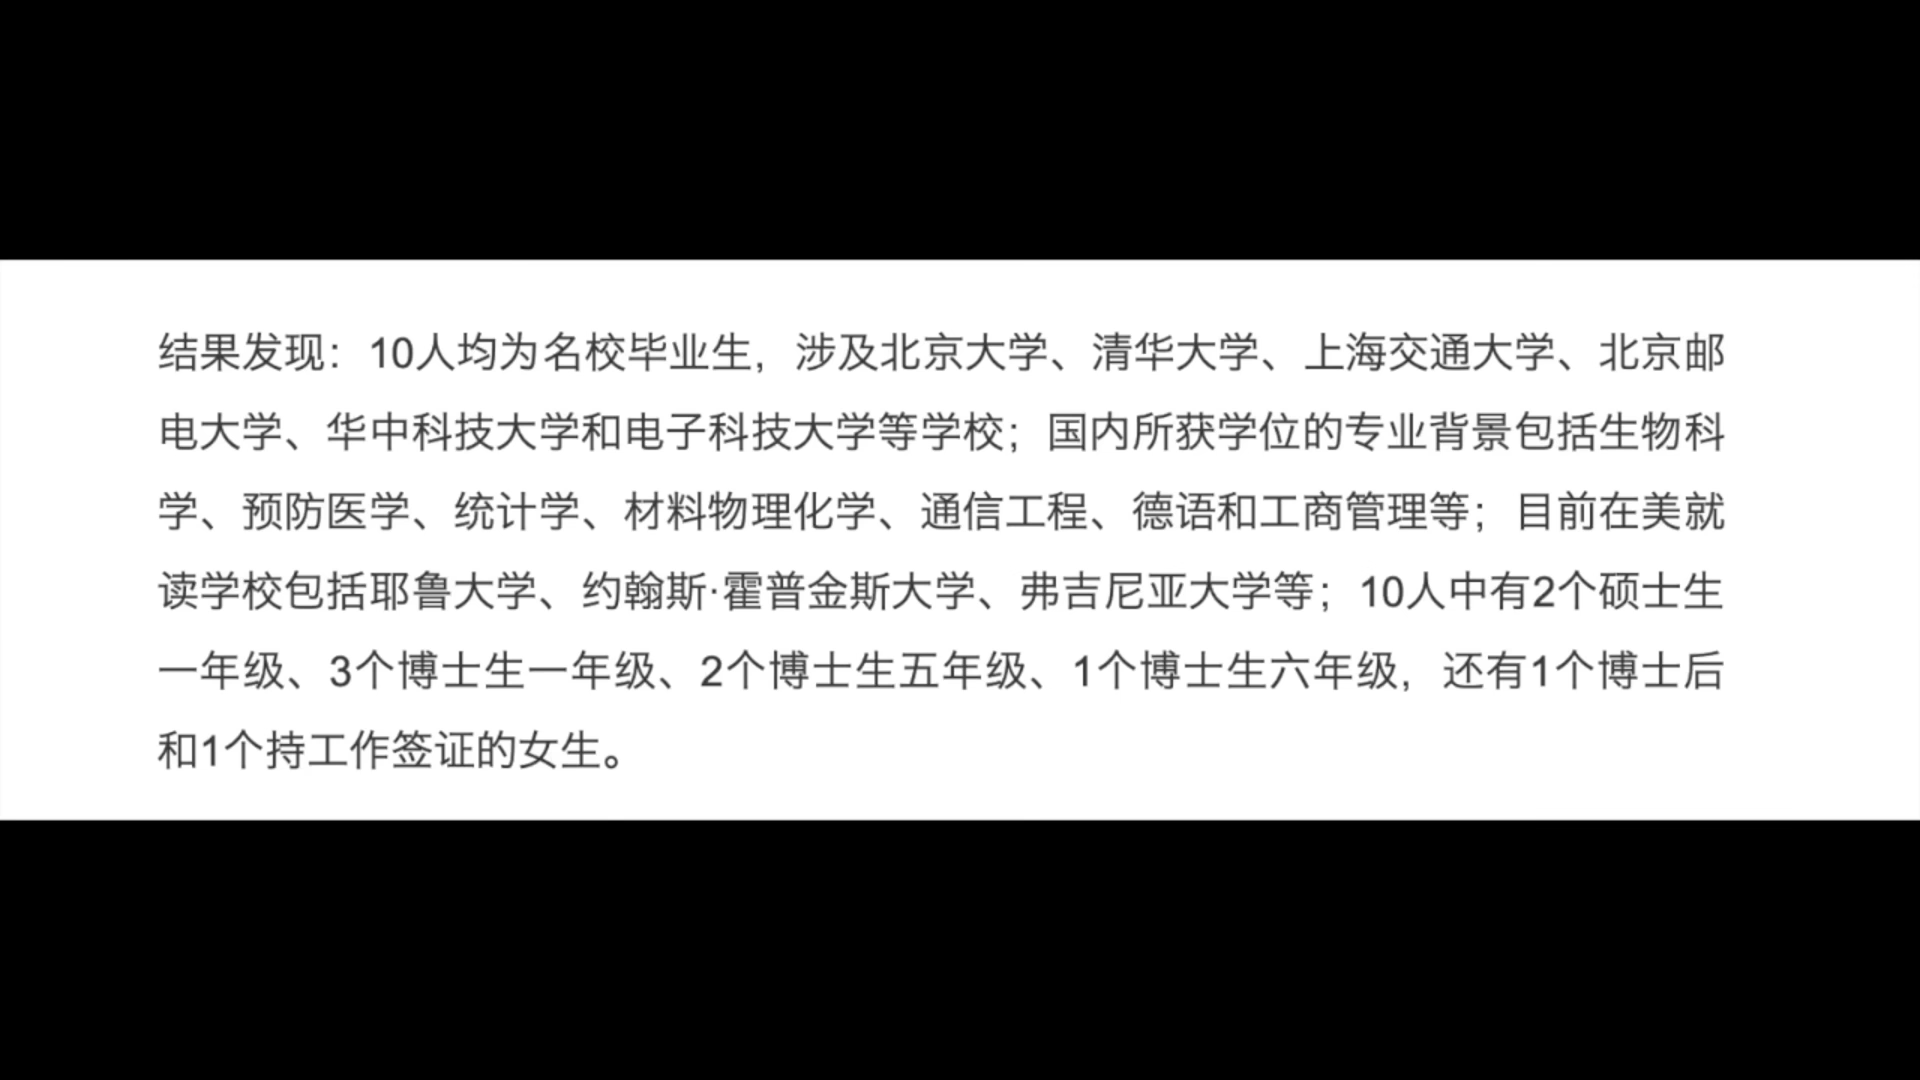 结果发现：10人均为名校毕业生，涉及北京大学、清华大学、上海交通大学、北京邮
电大学、华中科技大学和电子科技大学等学校；国内所获学位的专业背景包括生物科
学、预防医学、统计学、材料物理化学、通信工程、德语和工商管理等；目前在美就
读学校包括耶鲁大学、约翰斯·霍普金斯大学、弗吉尼亚大学等；10人中有2个硕士生
一年级、3个博士生一年级、2个博士生五年级、1个博士生六年级，还有1个博士后
和1个持工作签证的女生。